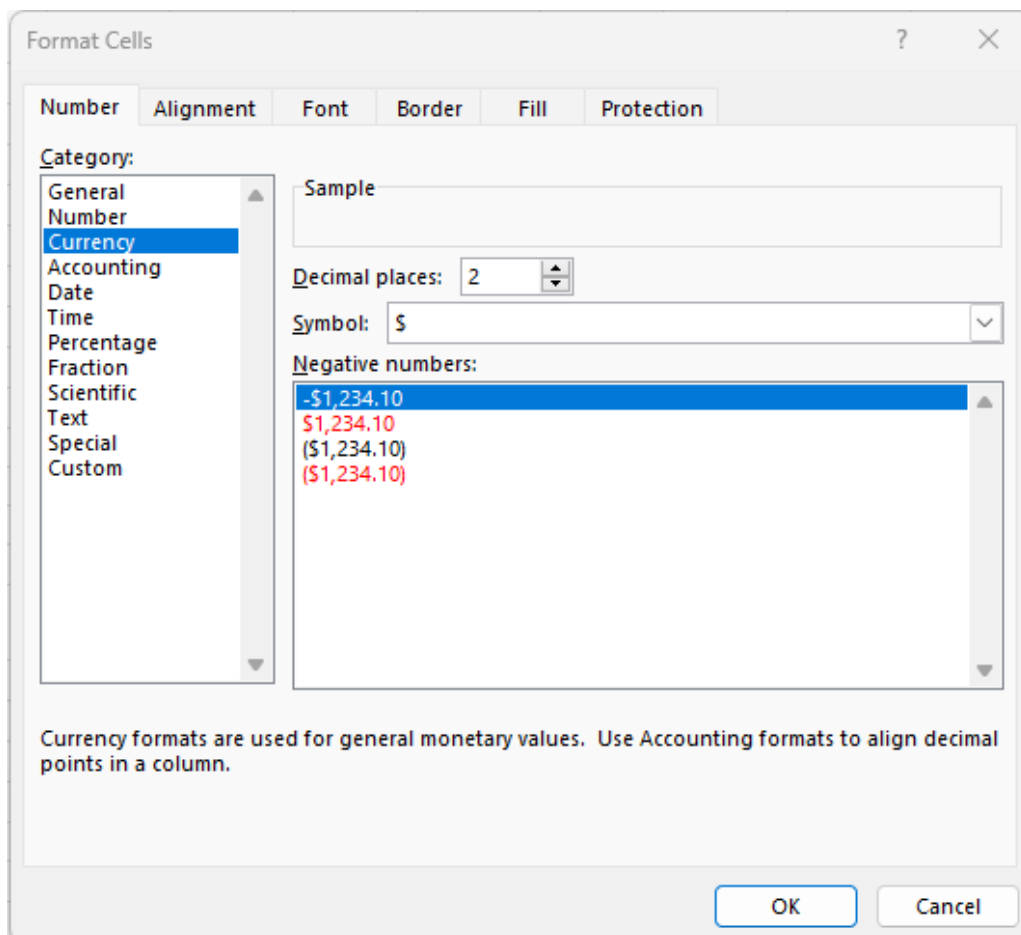 Format Cells ?
Number Alignment Font Border Fill Protection
Category:
General
Number
Currency
Accounting
Date
Time
Percentage
Fraction
Scientific
Text
Special
Custom
Sample
Decimal places: 2
Symbol: $
Negative numbers:
-$1,234.10
$1,234.10
($1,234.10)
($1,234.10)
Currency formats are used for general monetary values.  Use Accounting formats to align decimal
points in a column.
OK Cancel